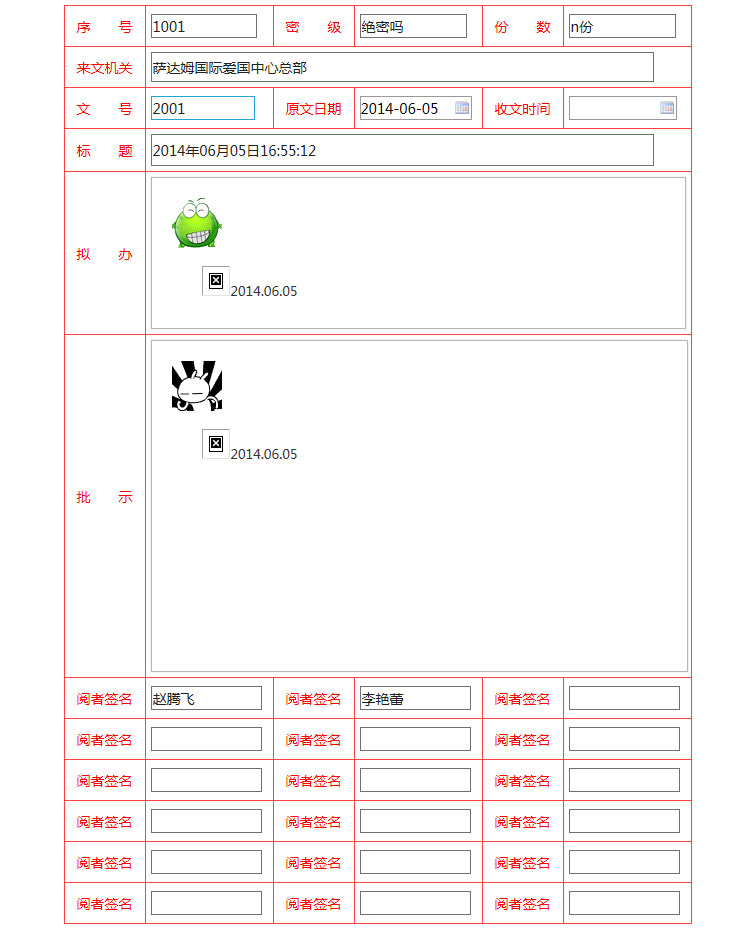 序 号 1001 密 级 绝密吗 份 数 n份
来文机关 萨达姆国际爱国中心总部
文 号 2001 原文日期 2014-06-05 收文时间
标 题 2014年06月05日16:55:12
拟 办
2014.06.05
批 示
2014.06.05
阅者签名 赵腾飞 阅者签名 李艳蕾 阅者签名
阅者签名 阅者签名 阅者签名
阅者签名 阅者签名 阅者签名
阅者签名 阅者签名 阅者签名
阅者签名 阅者签名 阅者签名
阅者签名 阅者签名 阅者签名